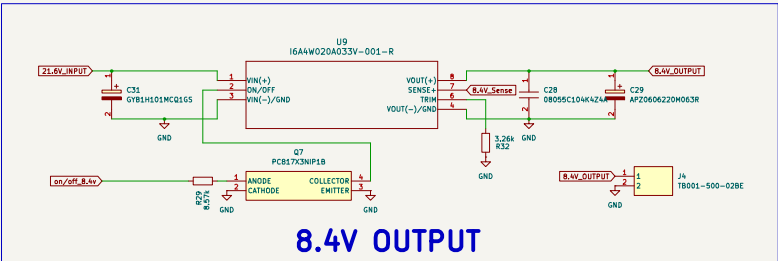 U9
I6A4W020A033V-001-R
21.6V_INPUT
1 VIN(+)
2 ON/OFF
3 VIN(-)/GND
VOUT(+) 8
SENSE+ 7
TRIM 6
VOUT(-)/GND 4
8.4V_Sense
8.4V_OUTPUT
1
+
C31
GYB1H101MCQ1GS
2
GND
1
C28
08055C104K4Z4A
2
GND
1
+
C29
APZ0606220M063R
2
3.26k
R32
GND
Q7
PC817X3NIP1B
on/off_8.4v
R29
8.57k
1 ANODE
2 CATHODE
COLLECTOR 4
EMITTER 3
GND
GND
8.4V_OUTPUT
1 1
2 2
J4
TB001-500-02BE
GND
8.4V OUTPUT